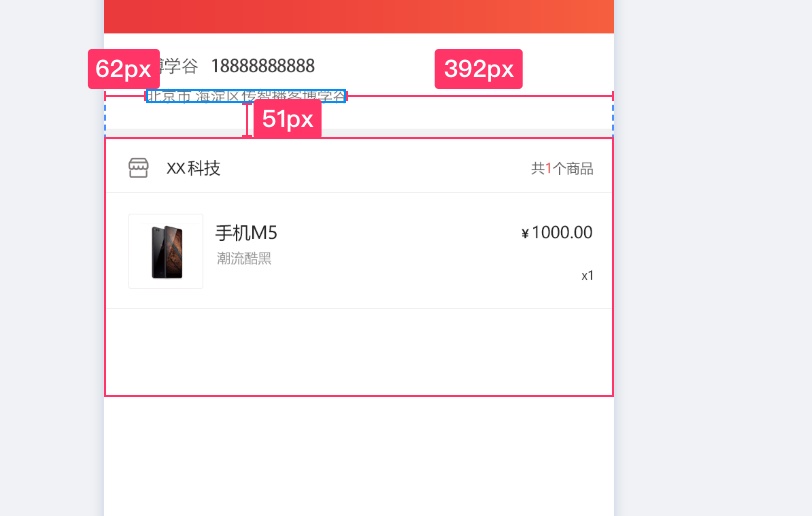 62px
学谷 18888888888
392px
北京市 海淀区传智播客博学谷
51px
XX科技
共1个商品
手机M5
¥1000.00
潮流酷黑
x1